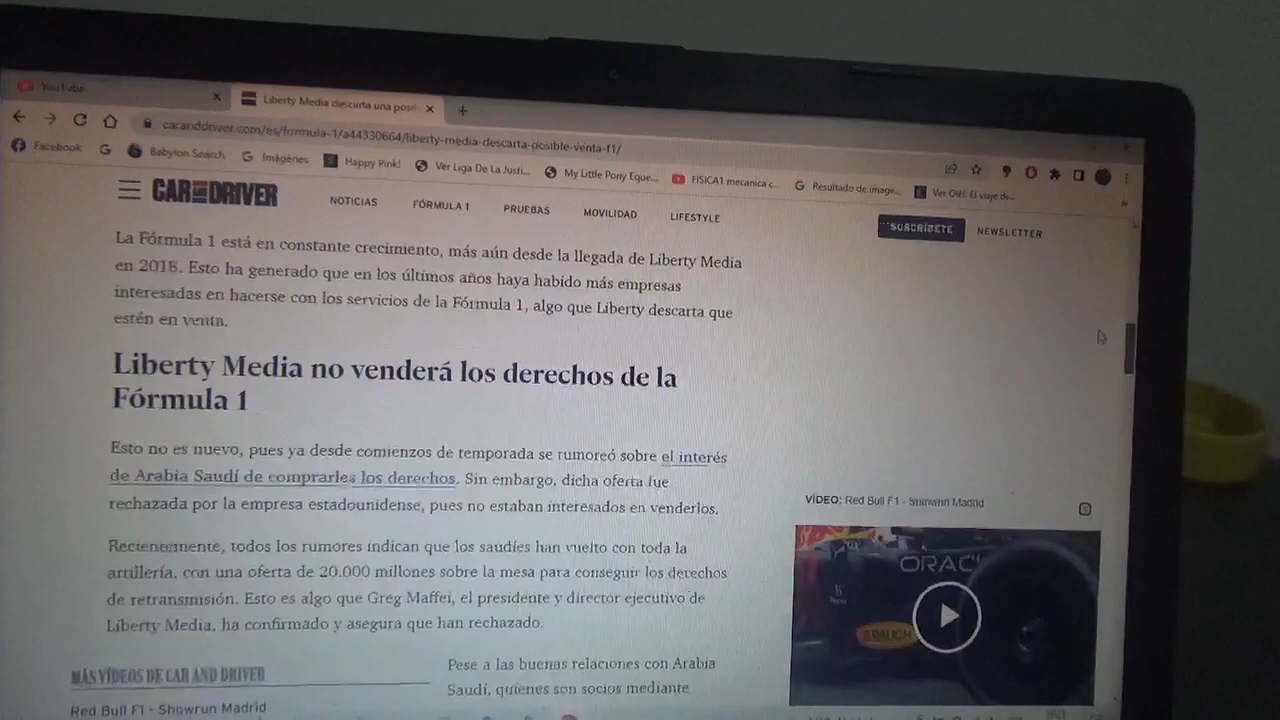 YouTube
Liberty Media descarta una posi
caranddriver.com/es/formula-1/a44330664/liberty-media-descarta-posible-venta-f1/
Facebook
Babylon Search
Imágenes
Happy Pink!
Ver Liga De La Justi...
My Little Pony Eque...
FISICA1 mecanica c...
Resultado de image...
Ver Olé! El viaje de...
CAR AND DRIVER
NOTICIAS
FÓRMULA 1
PRUEBAS
MOVILIDAD
LIFESTYLE
SUSCRÍBETE
NEWSLETTER
La Fórmula 1 está en constante crecimiento, más aún desde la llegada de Liberty Media
en 2018. Esto ha generado que en los últimos años haya habido más empresas
interesadas en hacerse con los servicios de la Fórmula 1, algo que Liberty descarta que
estén en venta.
Liberty Media no venderá los derechos de la
Fórmula 1
Esto no es nuevo, pues ya desde comienzos de temporada se rumoreó sobre el interés
de Arabia Saudí de comprarles los derechos. Sin embargo, dicha oferta fue
rechazada por la empresa estadounidense, pues no estaban interesados en venderlos.
Recientemente, todos los rumores indican que los saudíes han vuelto con toda la
artillería, con una oferta de 20.000 millones sobre la mesa para conseguir los derechos
de retransmisión. Esto es algo que Greg Maffei, el presidente y director ejecutivo de
Liberty Media, ha confirmado y asegura que han rechazado.
Pese a las buenas relaciones con Arabia
Saudí, quienes son socios mediante
MÁS VÍDEOS DE CAR AND DRIVER
Red Bull F1 - Showrun Madrid
VÍDEO: Red Bull F1 - Showrun Madrid
ORAC
RAUCH